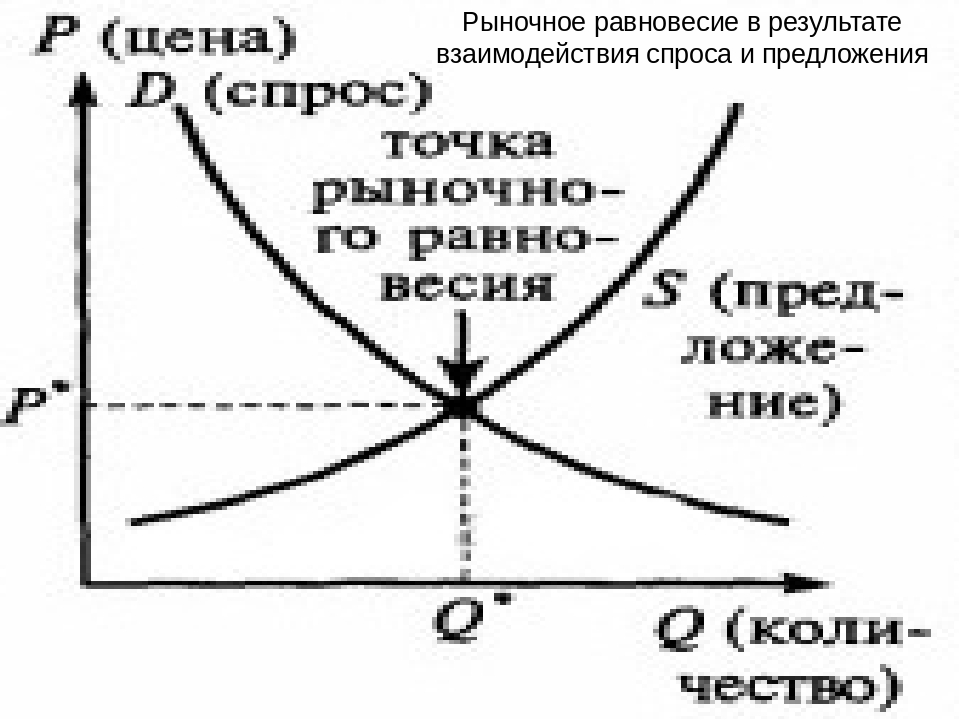 Рыночное равновесие в результате
взаимодействия спроса и предложения
P (цена)
D (спрос)
точка
рыночно-
го равно-
весия
S (пред-
ложе-
ние)
P*
Q*
Q (коли-
чество)